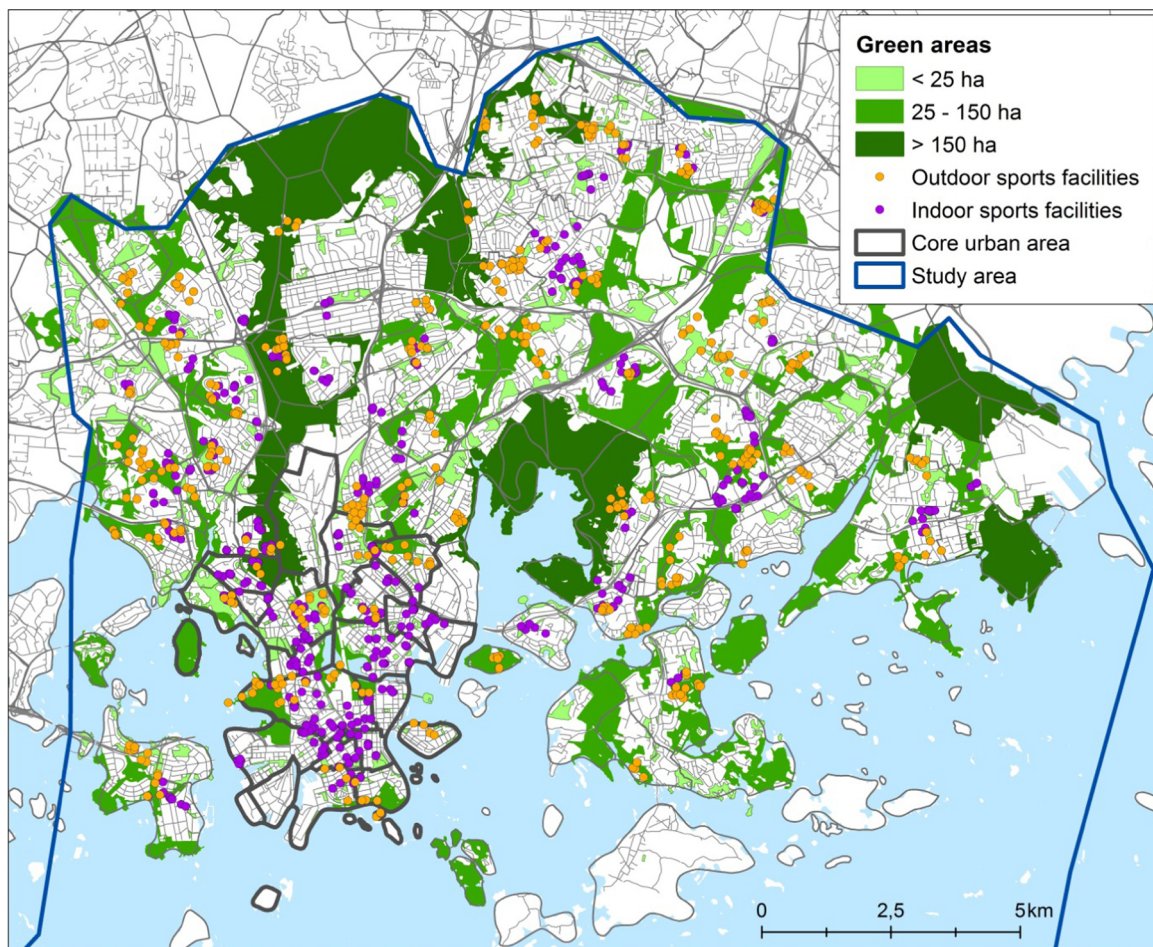 Green areas
< 25 ha
25 - 150 ha
> 150 ha
Outdoor sports facilities
Indoor sports facilities
Core urban area
Study area
0 2,5 5km